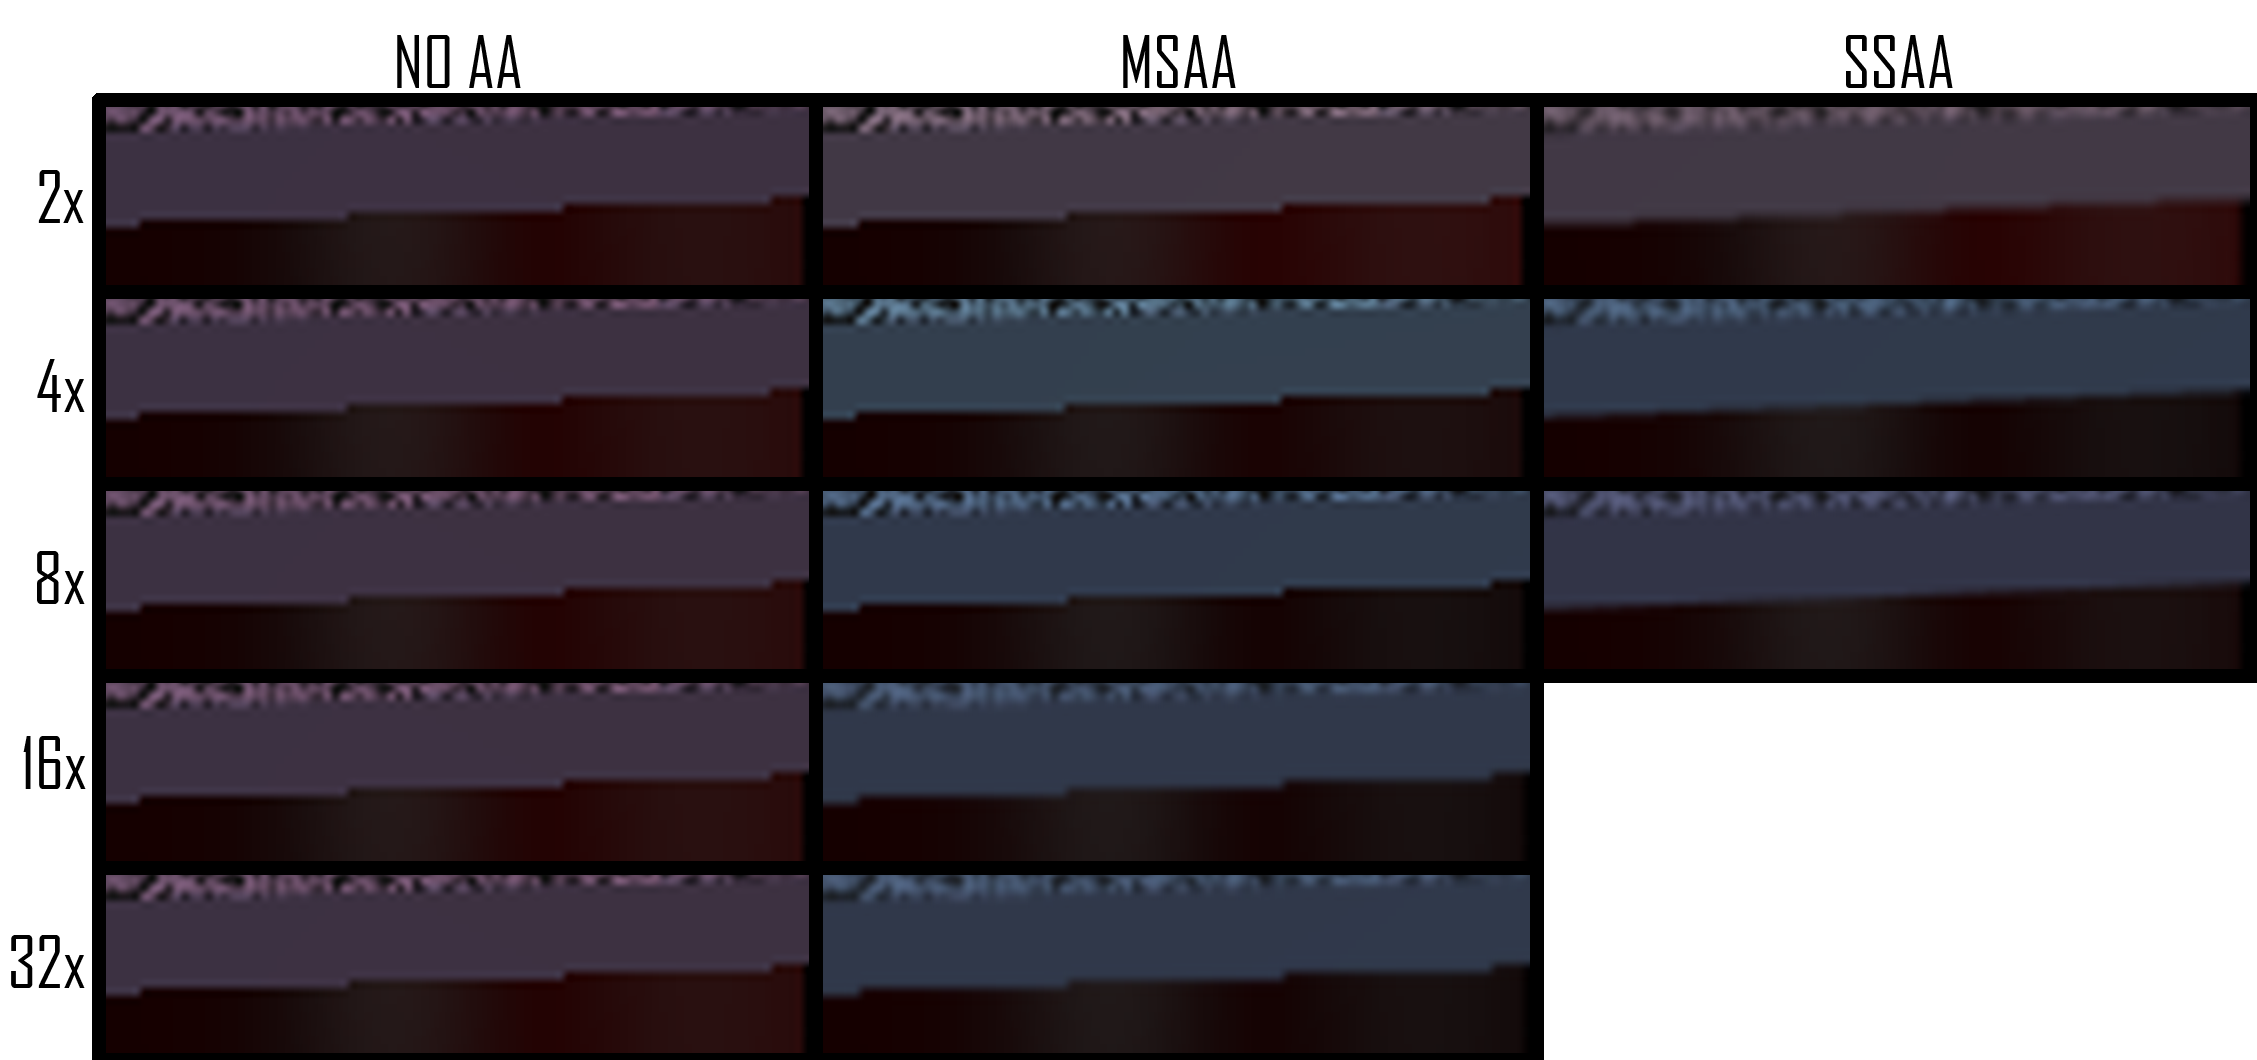 NO AA MSAA SSAA
2x
4x
8x
16x
32x